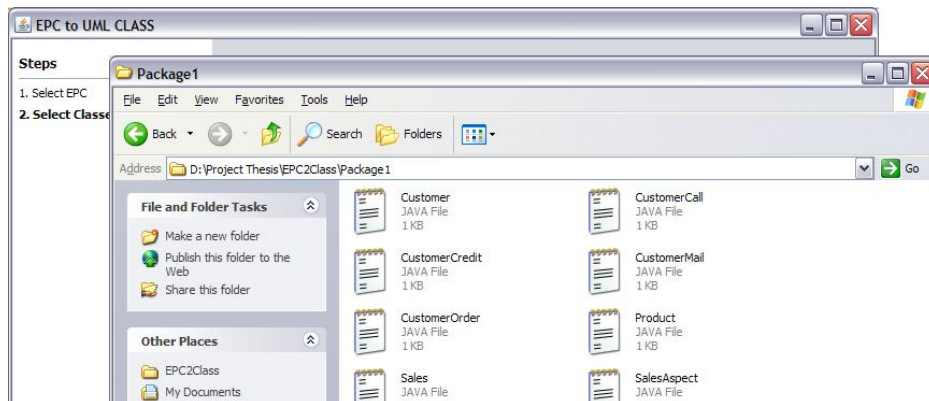 EPC to UML CLASS
Steps
1. Select EPC
2. Select Classe
Package1
File Edit View Favorites Tools Help
Back Search Folders
Address D:\Project Thesis\EPC2Class\Package1 Go
File and Folder Tasks
Make a new folder
Publish this folder to the
Web
Share this folder
Other Places
EPC2Class
My Documents
Customer
JAVA File
1 KB
CustomerCall
JAVA File
1 KB
CustomerCredit
JAVA File
1 KB
CustomerMail
JAVA File
1 KB
CustomerOrder
JAVA File
1 KB
Product
JAVA File
1 KB
Sales
JAVA File
SalesAspect
JAVA File